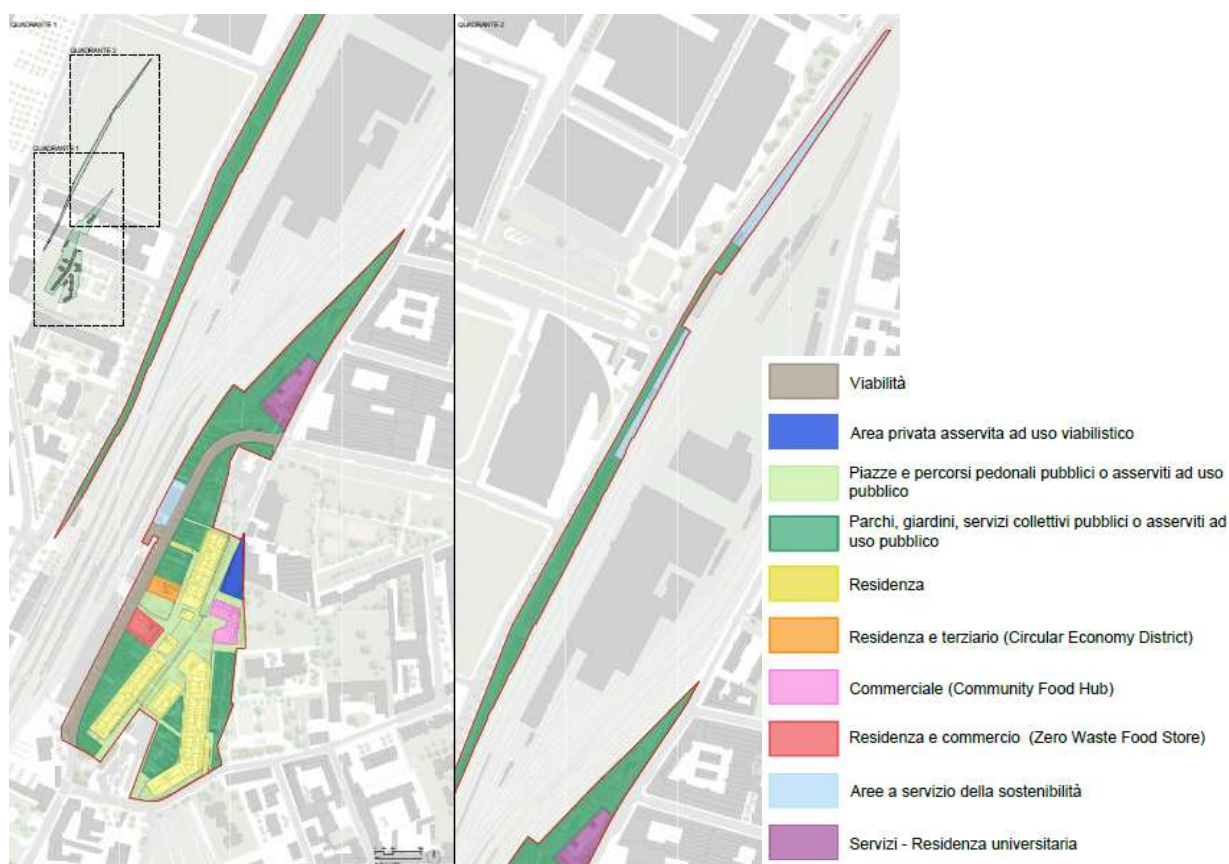 QUADRANTE 1
QUADRANTE 2
QUADRANTE 1
QUADRANTE 2
Viabilità
Area privata asservita ad uso viabilistico
Piazze e percorsi pedonali pubblici o asserviti ad uso
pubblico
Parchi, giardini, servizi collettivi pubblici o asserviti ad
uso pubblico
Residenza
Residenza e terziario (Circular Economy District)
Commerciale (Community Food Hub)
Residenza e commercio (Zero Waste Food Store)
Aree a servizio della sostenibilità
Servizi - Residenza universitaria